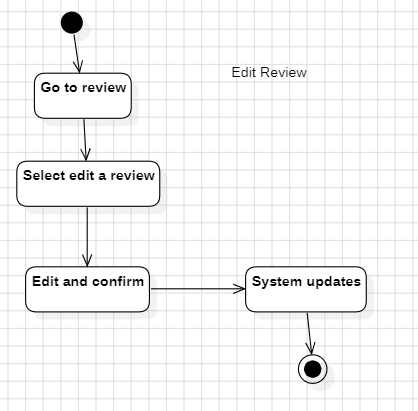 Edit Review
Go to review
Select edit a review
Edit and confirm
System updates